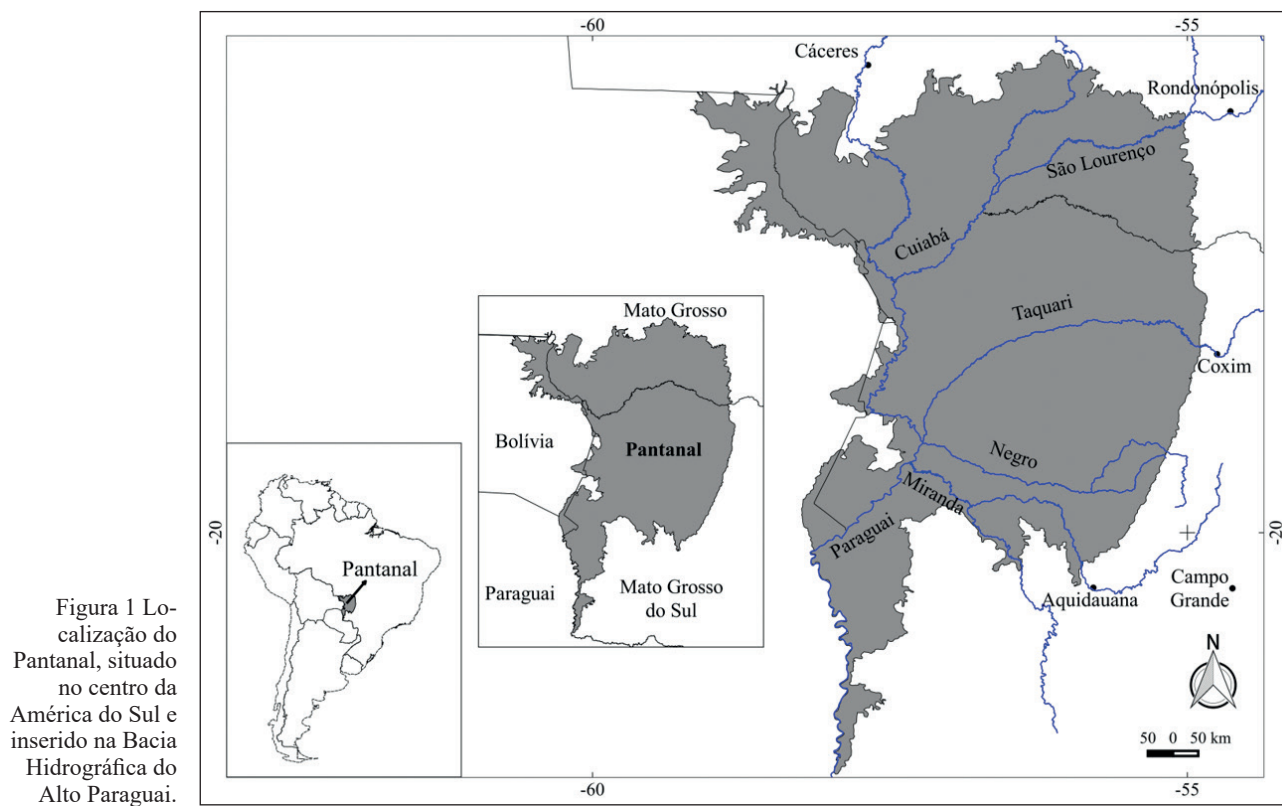 -60
-55
Cáceres
Rondonópolis
São Lourenço
Cuiabá
Taquari
Coxim
Mato Grosso
Bolívia
Pantanal
Negro
Miranda
-20
-20
Paraguai
Pantanal
Paraguai
Mato Grosso
do Sul
Aquidauana
Campo
Grande
N
50 0 50 km
-60
-55
Figura 1 Lo-
calização do
Pantanal, situado
no centro da
América do Sul e
inserido na Bacia
Hidrográfica do
Alto Paraguai.